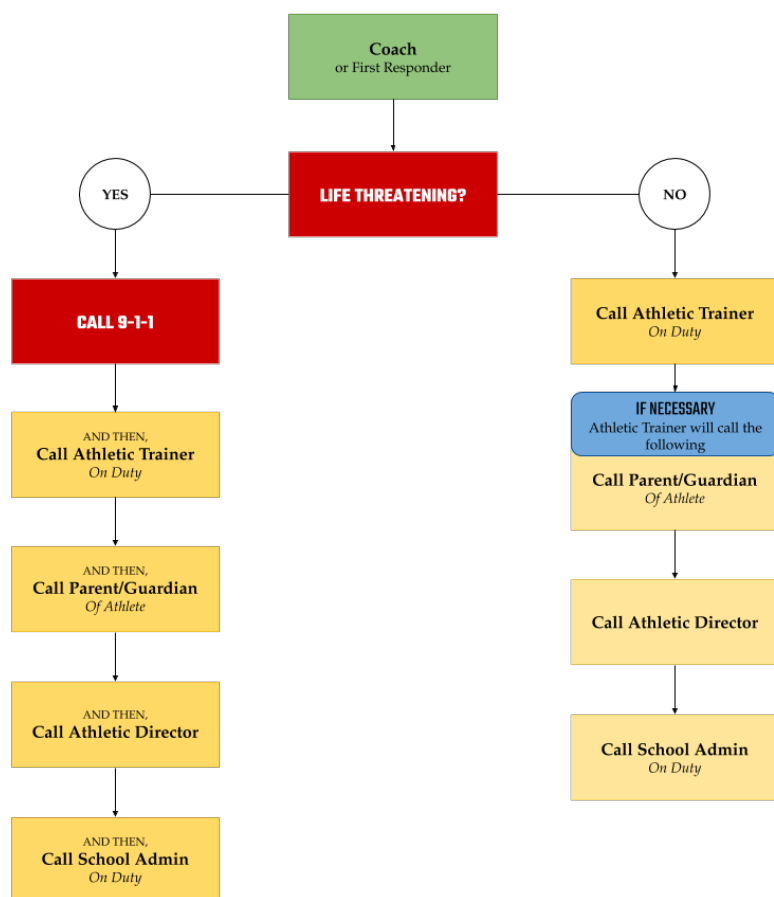 Coach
or First Responder
LIFE THREATENING?
YES
NO
CALL 9-1-1
AND THEN,
Call Athletic Trainer
On Duty
AND THEN,
Call Parent/Guardian
Of Athlete
AND THEN,
Call Athletic Director
AND THEN,
Call School Admin
On Duty
Call Athletic Trainer
On Duty
IF NECESSARY
Athletic Trainer will call the
following
Call Parent/Guardian
Of Athlete
Call Athletic Director
Call School Admin
On Duty